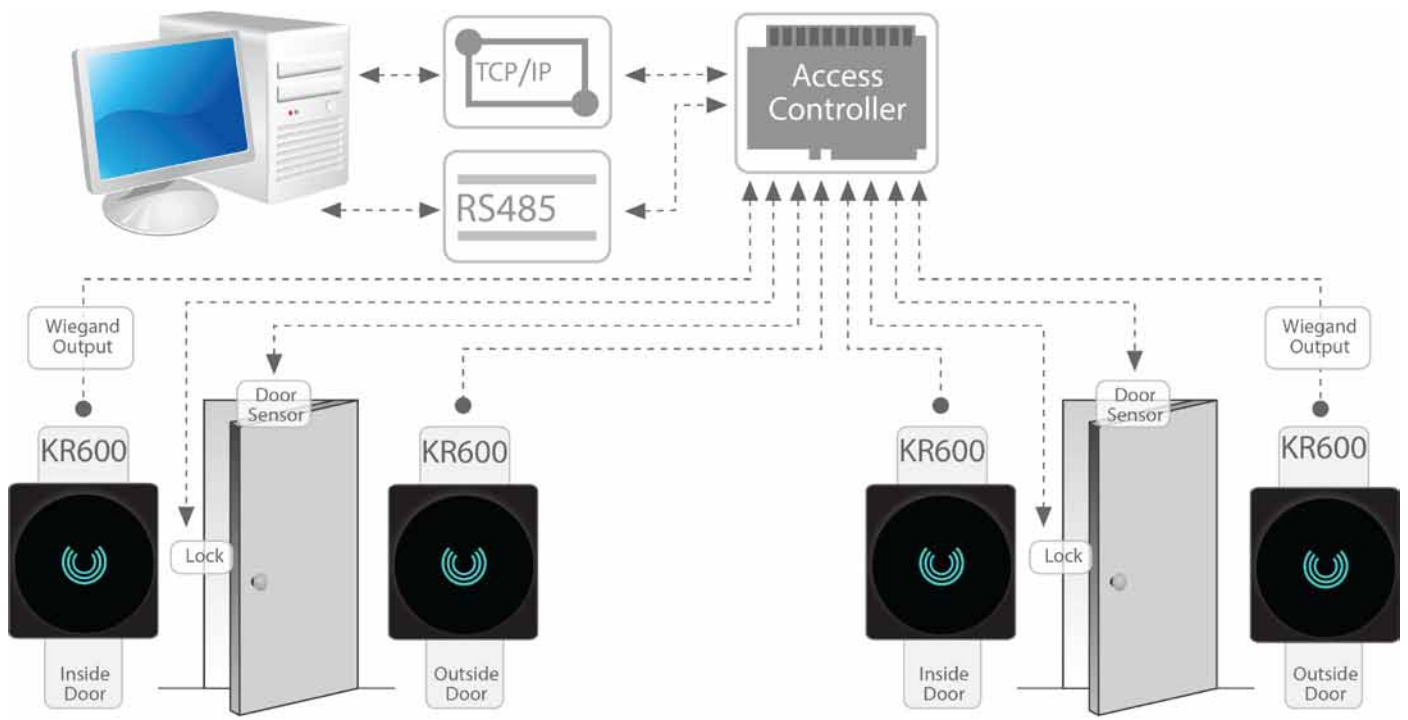 TCP/IP
Access
Controller
RS485
Wiegand
Output
Wiegand
Output
Door
Sensor
Door
Sensor
KR600
KR600
KR600
KR600
Lock
Lock
Inside
Door
Outside
Door
Inside
Door
Outside
Door